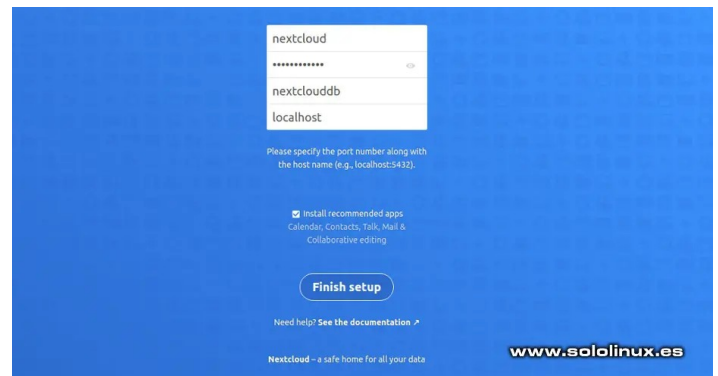 nextcloud
••••••••••••
nextclouddb
localhost
Please specify the port number along with
the host name (e.g., localhost:5432).
Install recommended apps
Calendar, Contacts, Talk, Mail &
Collaborative editing
Finish setup
Need help? See the documentation ↗
Nextcloud – a safe home for all your data
www.sololinux.es